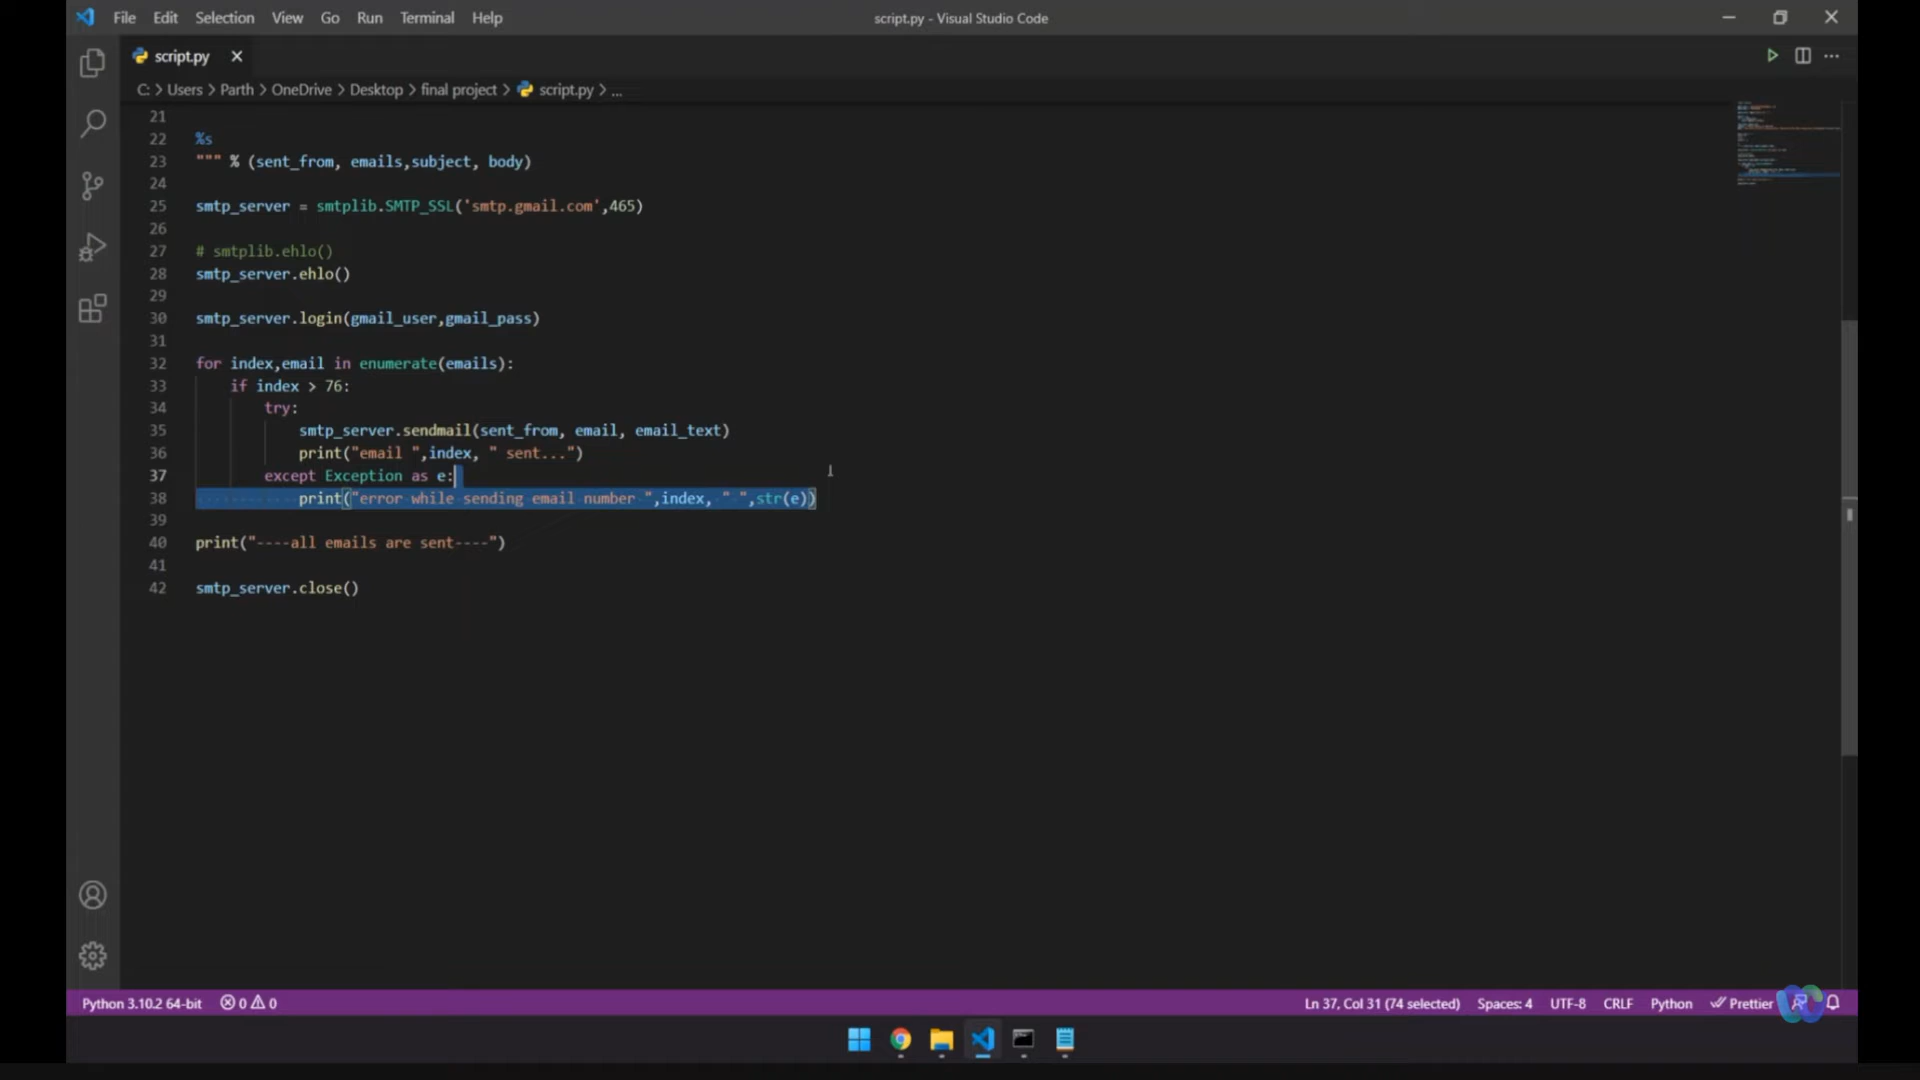 File Edit Selection View Go Run Terminal Help
script.py - Visual Studio Code
script.py
C: > Users > Parth > OneDrive > Desktop > final project > script.py > ...
21
22 %s
23 """ % (sent_from, emails,subject, body)
24
25 smtp_server = smtplib.SMTP_SSL('smtp.gmail.com',465)
26
27 # smtplib.ehlo()
28 smtp_server.ehlo()
29
30 smtp_server.login(gmail_user,gmail_pass)
31
32 for index,email in enumerate(emails):
33     if index > 76:
34         try:
35             smtp_server.sendmail(sent_from, email, email_text)
36             print("email ",index, " sent...")
37         except Exception as e:
38             print("error while sending email number ",index, " ",str(e))
39
40 print("----all emails are sent----")
41
42 smtp_server.close()
Python 3.10.2 64-bit 0 0 Ln 37, Col 31 (74 selected) Spaces: 4 UTF-8 CRLF Python Prettier